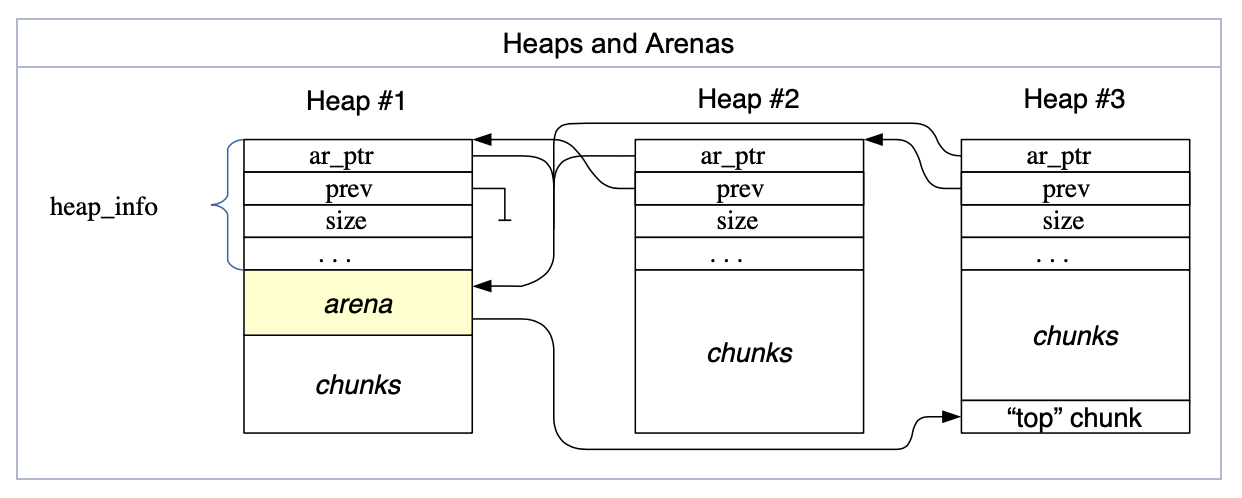 Heaps and Arenas
Heap #1
Heap #2
Heap #3
heap_info
ar_ptr
prev
size
. . .
arena
chunks
ar_ptr
prev
size
. . .
chunks
ar_ptr
prev
size
. . .
chunks
“top” chunk